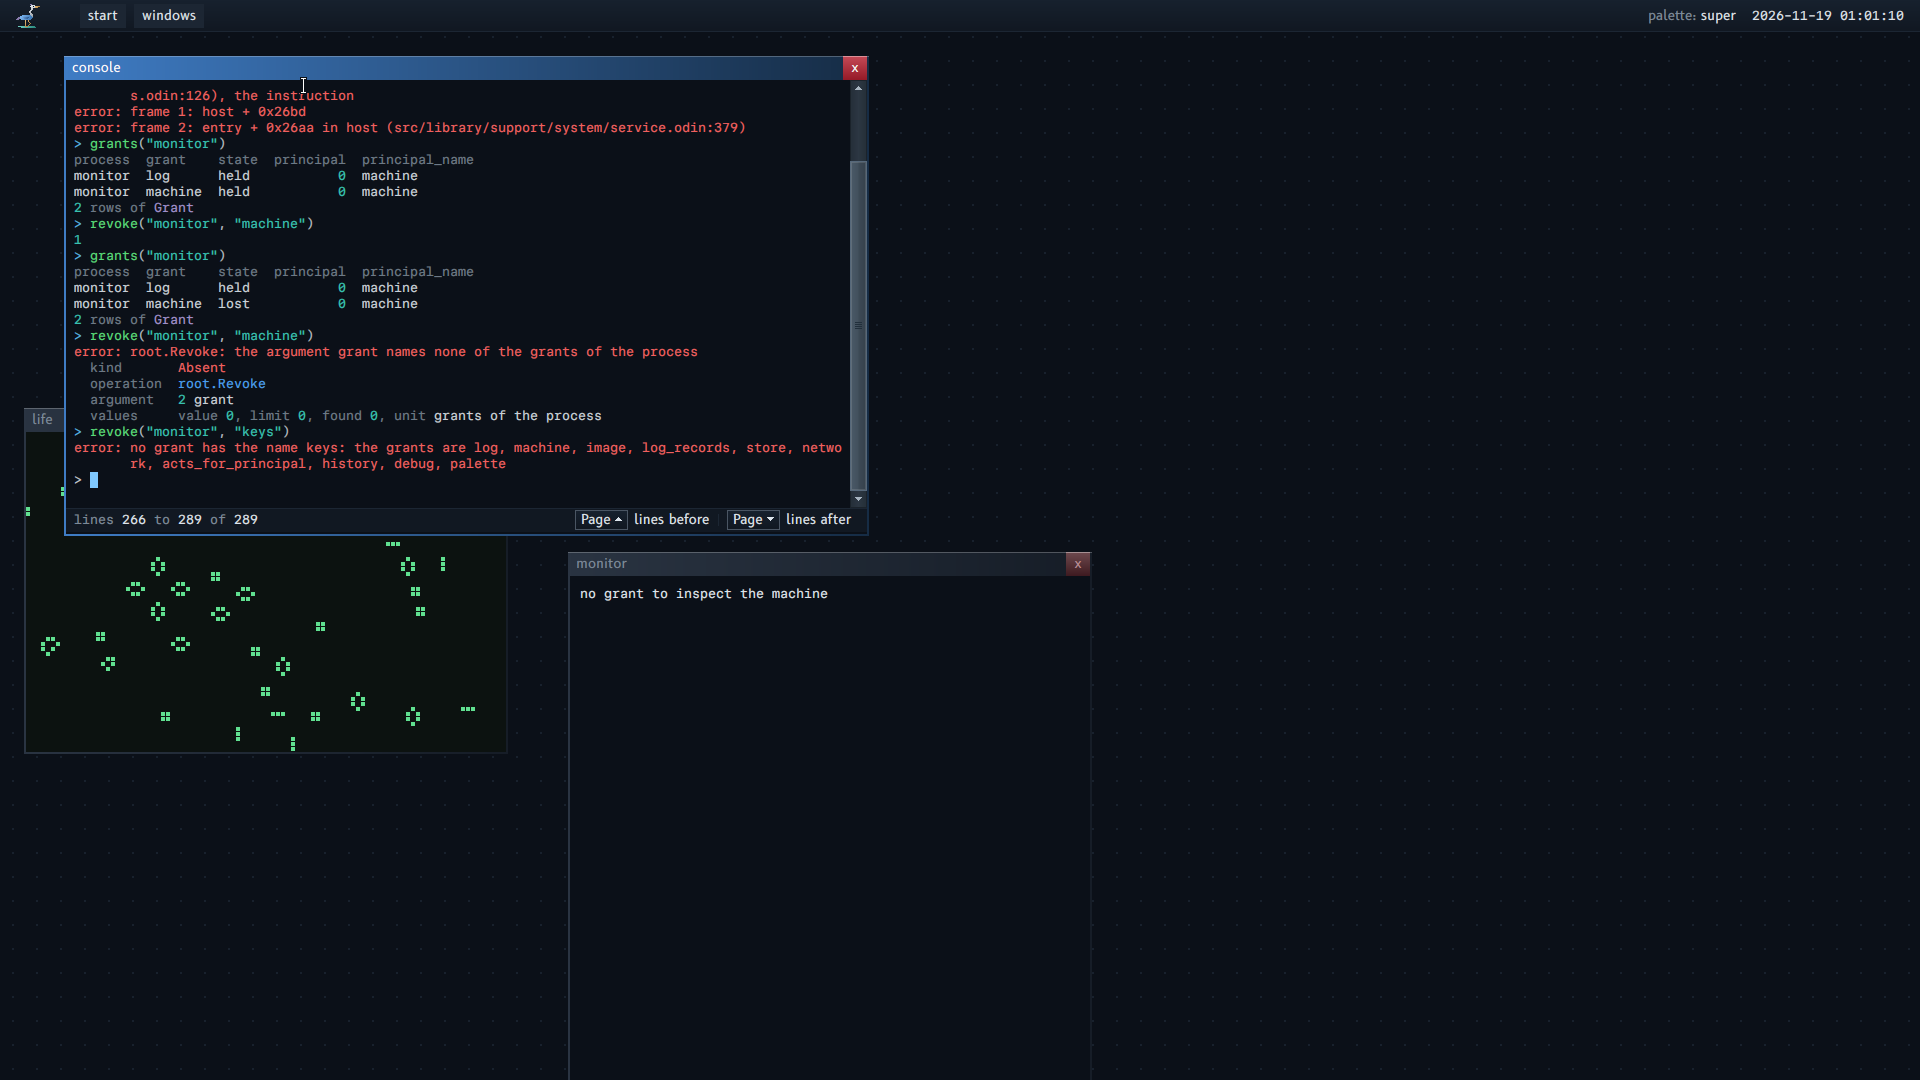 start windows palette: super 2026-11-19 01:01:10
console x
s.odin:126), the instruction
error: frame 1: host + 0x26bd
error: frame 2: entry + 0x26aa in host (src/library/support/system/service.odin:379)
> grants("monitor")
process grant state principal principal_name
monitor log held 0 machine
monitor machine held 0 machine
2 rows of Grant
> revoke("monitor", "machine")
1
> grants("monitor")
process grant state principal principal_name
monitor log held 0 machine
monitor machine lost 0 machine
2 rows of Grant
> revoke("monitor", "machine")
error: root.Revoke: the argument grant names none of the grants of the process
kind Absent
operation root.Revoke
argument 2 grant
values value 0, limit 0, found 0, unit grants of the process
> revoke("monitor", "keys")
error: no grant has the name keys: the grants are log, machine, image, log_records, store, netwo
rk, acts_for_principal, history, debug, palette
>
lines 266 to 289 of 289 Page lines before Page lines after
life
monitor x
no grant to inspect the machine